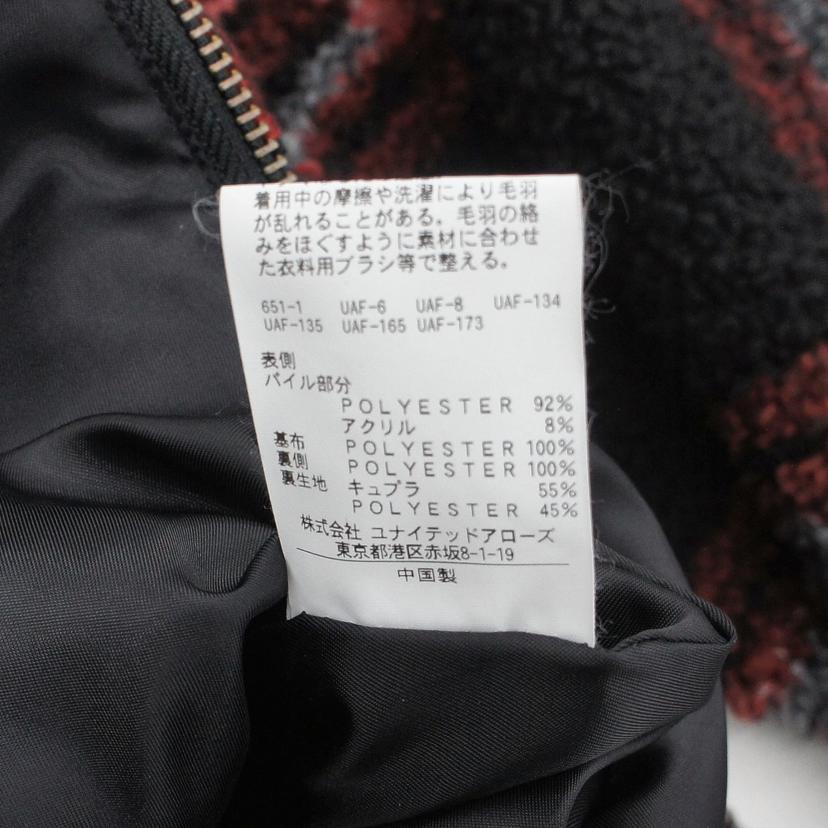 着用中の摩擦や洗濯により毛羽
が乱れることがある。毛羽の絡
みをほぐすように素材に合わせ
た衣料用ブラシ等で整える。
651-1 UAF-6 UAF-8 UAF-134
UAF-135 UAF-165 UAF-173
表側
パイル部分
POLYESTER 92%
アクリル 8%
基布 POLYESTER 100%
裏側 POLYESTER 100%
裏生地 キュプラ 55%
POLYESTER 45%
株式会社 ユナイテッドアローズ
東京都港区赤坂8-1-19
中国製